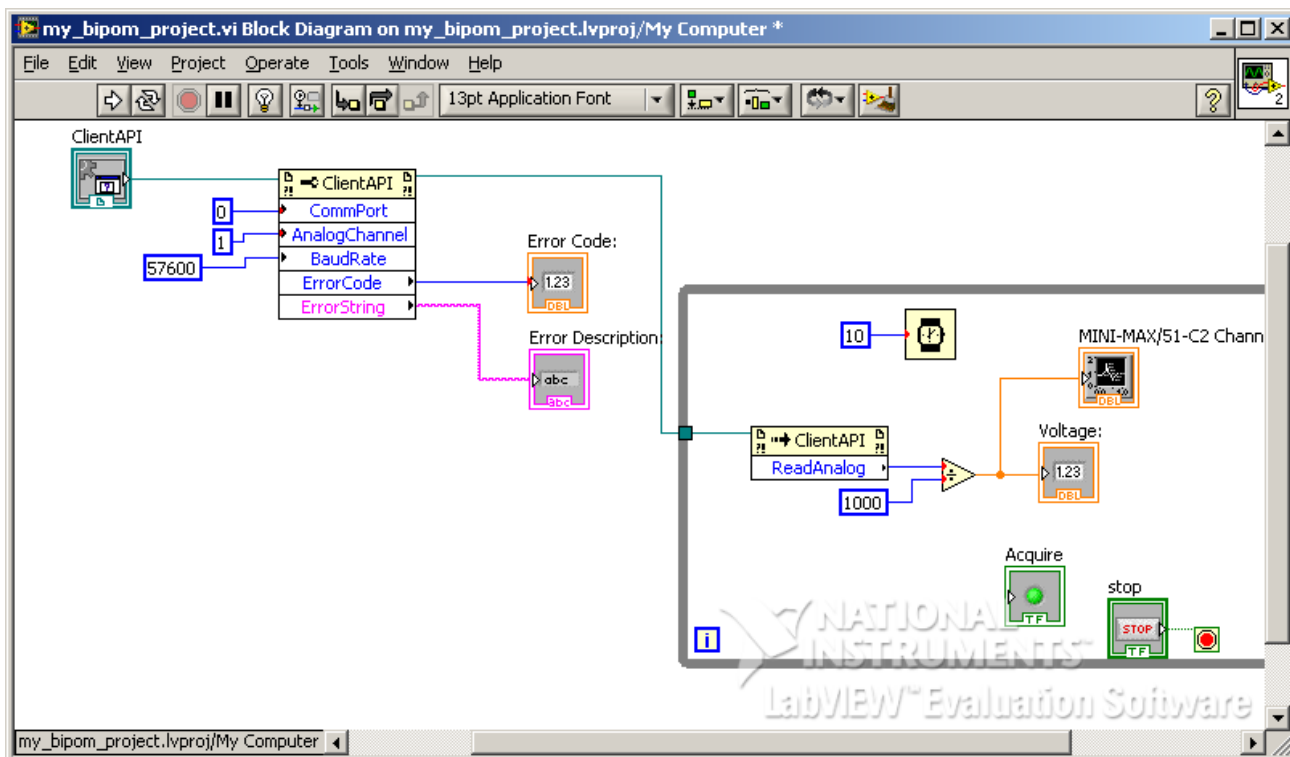 my_bipom_project.vi Block Diagram on my_bipom_project.lvproj/My Computer *
File Edit View Project Operate Tools Window Help
13pt Application Font
2
ClientAPI
ClientAPI
0 CommPort
1 AnalogChannel
57600 BaudRate
ErrorCode
ErrorString
Error Code:
1.23
DBL
Error Description:
abc
abc
10
MINI-MAX/51-C2 Chann
DBL
ClientAPI
ReadAnalog
1000
Voltage:
1.23
DBL
Acquire
TF
stop
STOP
TF
i
NATIONAL
INSTRUMENTS™
LabVIEW™ Evaluation Software
my_bipom_project.lvproj/My Computer